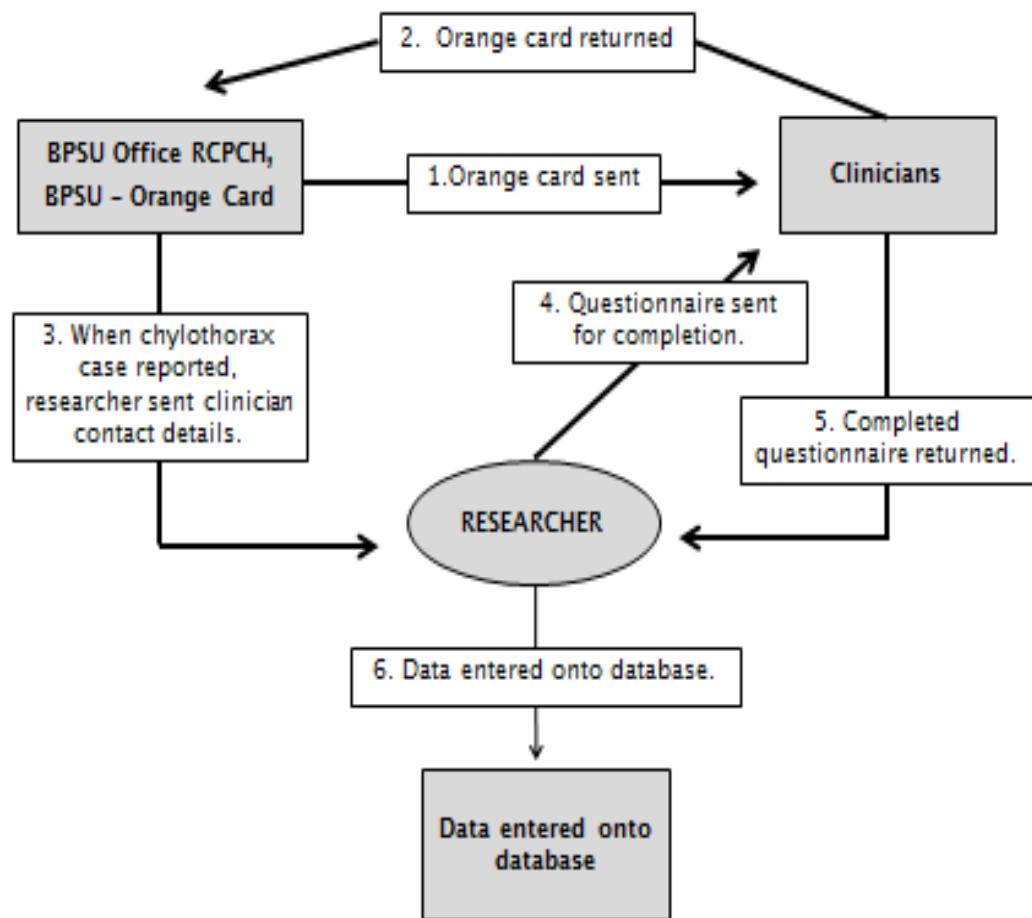 2. Orange card returned
BPSU Office RCPCH,
BPSU – Orange Card
1.Orange card sent
Clinicians
3. When chylothorax
case reported,
researcher sent clinician
contact details.
4. Questionnaire sent
for completion.
5. Completed
questionnaire returned.
RESEARCHER
6. Data entered onto database.
Data entered onto
database